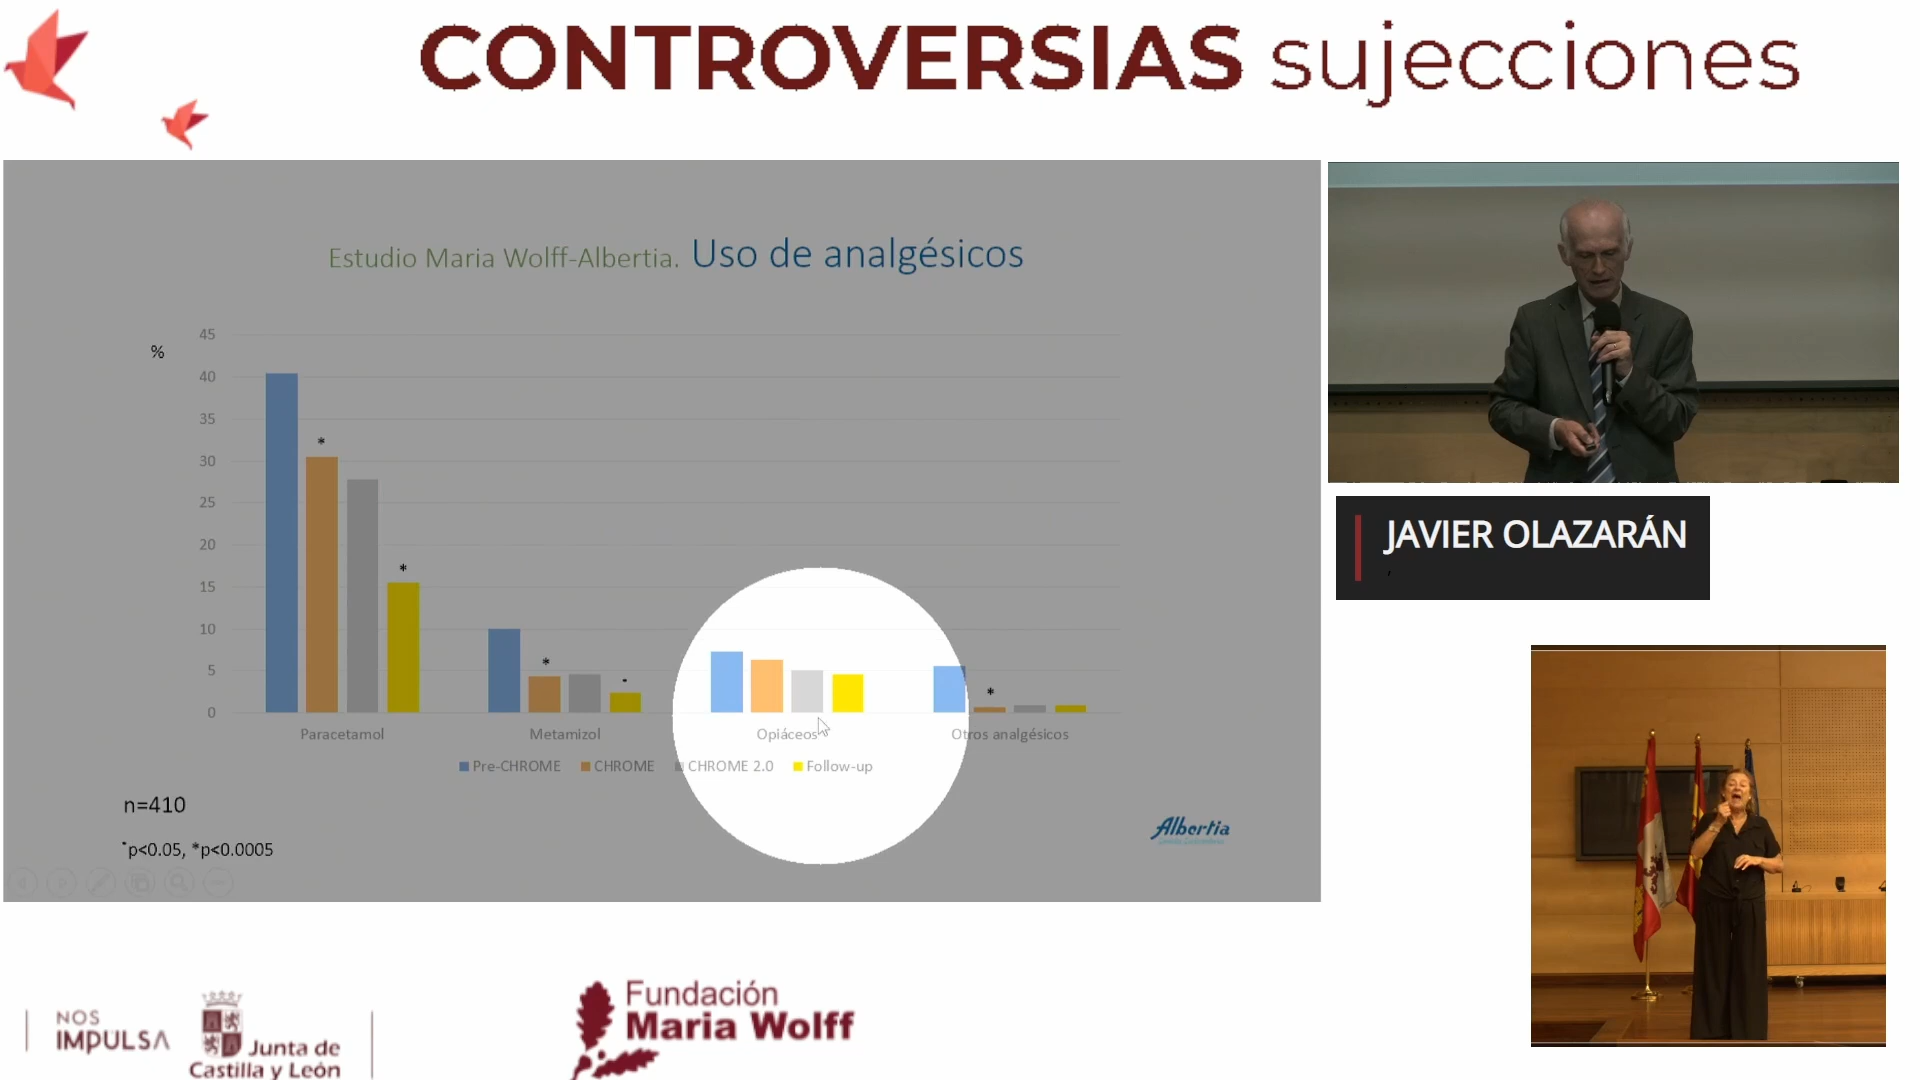 CONTROVERSIAS sujecciones
Estudio Maria Wolff-Albertia. Uso de analgésicos
%
45
40
35
30
25
20
15
10
5
0
*
*
*
*
Paracetamol
Metamizol
Opiáceos
Otros analgésicos
Pre-CHROME
CHROME
CHROME 2.0
Follow-up
n=410
*p<0.05, *p<0.0005
Albertia
JAVIER OLAZARÁN
,
NOS
IMPULSA
Junta de
Castilla y León
Fundación
Maria Wolff